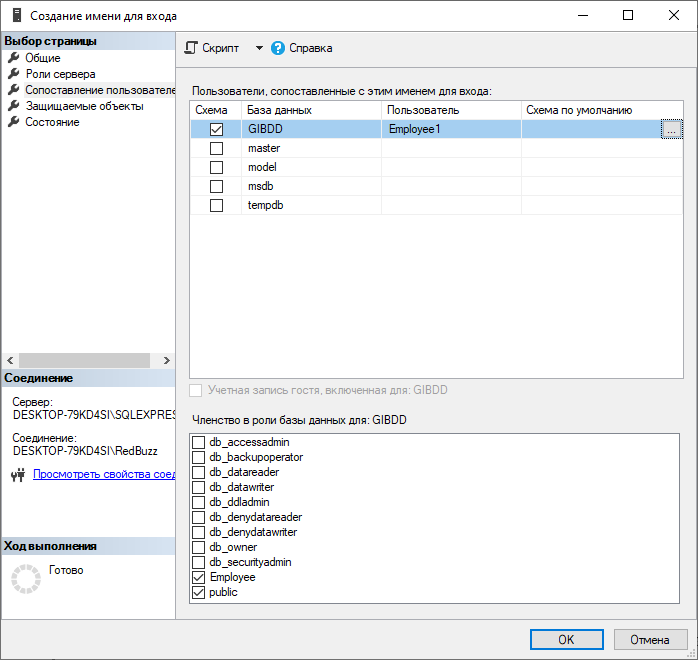 Создание имени для входа
Выбор страницы
Общие
Роли сервера
Сопоставление пользователе
Защищаемые объекты
Состояние
Скрипт
Справка
Пользователи, сопоставленные с этим именем для входа:
Схема База данных Пользователь Схема по умолчанию
GIBDD Employee1 ...
master
model
msdb
tempdb
Учетная запись гостя, включенная для: GIBDD
Соединение
Сервер:
DESKTOP-79KD4SI\SQLEXPRES
Соединение:
DESKTOP-79KD4SI\RedBuzz
Просмотреть свойства соед
Членство в роли базы данных для: GIBDD
db_accessadmin
db_backupoperator
db_datareader
db_datawriter
db_ddladmin
db_denydatareader
db_denydatawriter
db_owner
db_securityadmin
Employee
public
Ход выполнения
Готово
OK
Отмена